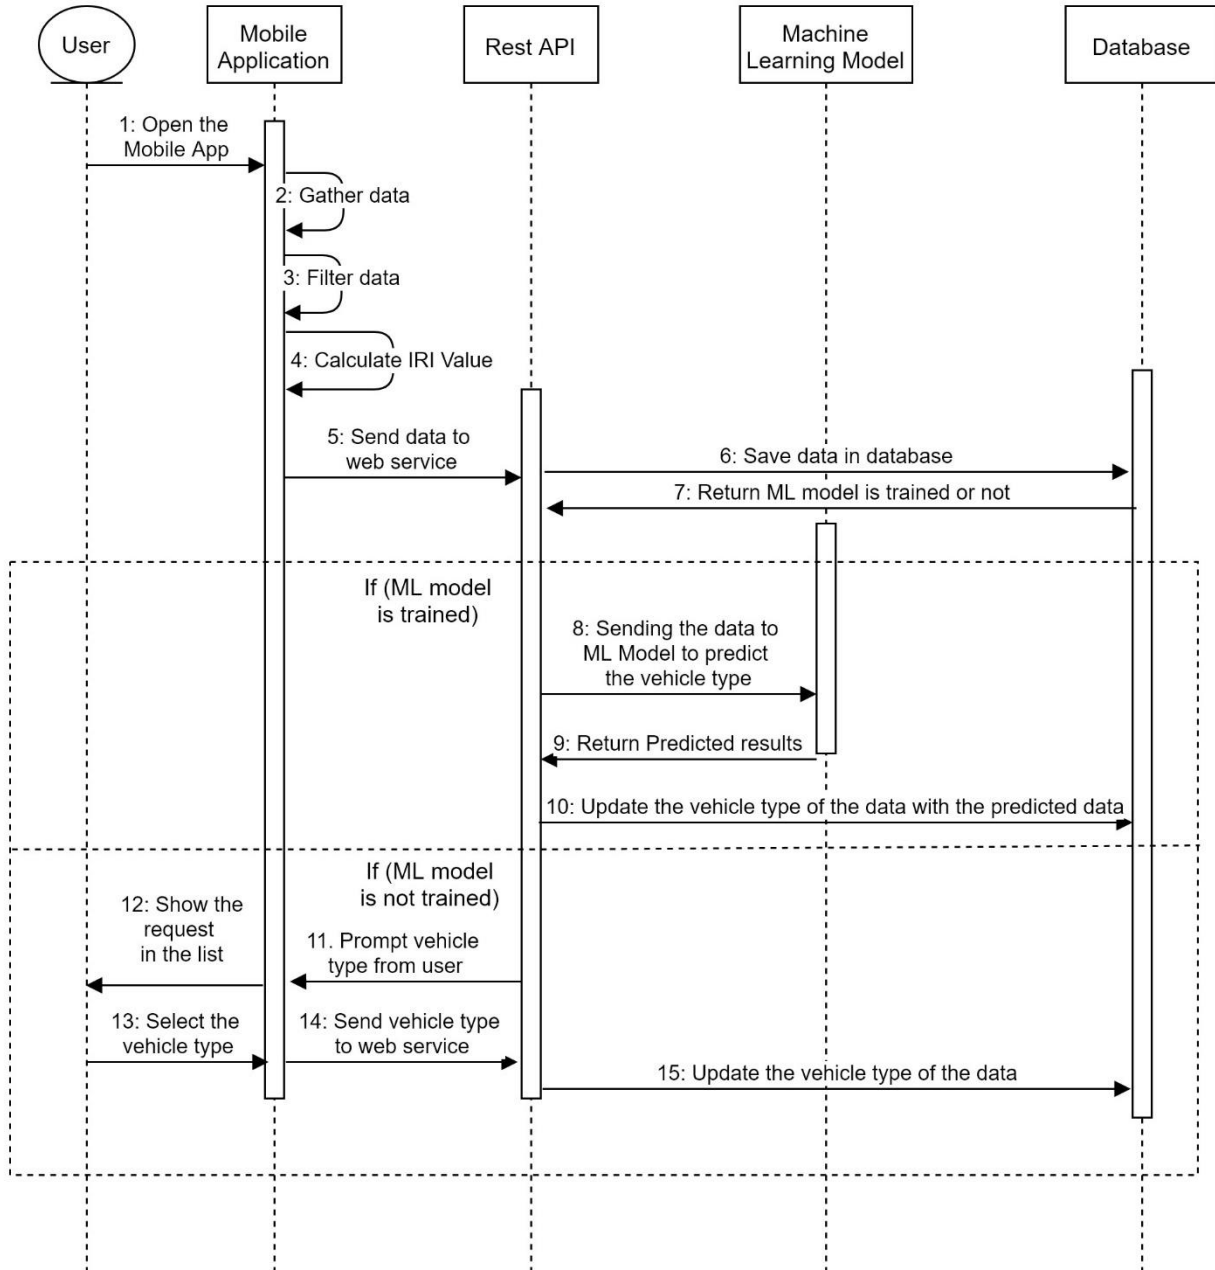 User
Mobile
Application
Rest API
Machine
Learning Model
Database
1: Open the
Mobile App
2: Gather data
3: Filter data
4: Calculate IRI Value
5: Send data to
web service
6: Save data in database
7: Return ML model is trained or not
If (ML model
is trained)
8: Sending the data to
ML Model to predict
the vehicle type
9: Return Predicted results
10: Update the vehicle type of the data with the predicted data
If (ML model
is not trained)
12: Show the
request
in the list
11. Prompt vehicle
type from user
13: Select the
vehicle type
14: Send vehicle type
to web service
15: Update the vehicle type of the data